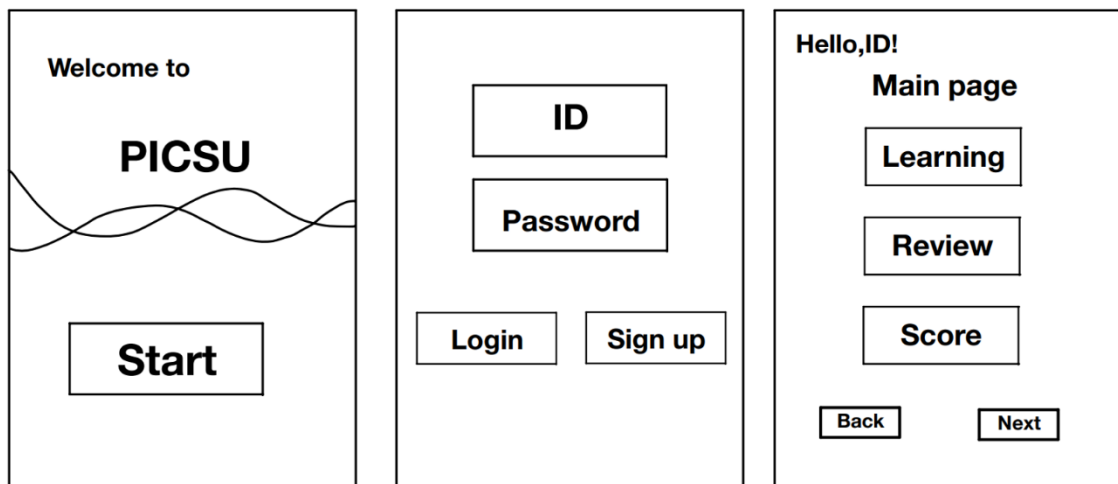 Welcome to
PICSU
Start
ID
Password
Login
Sign up
Hello,ID!
Main page
Learning
Review
Score
Back
Next